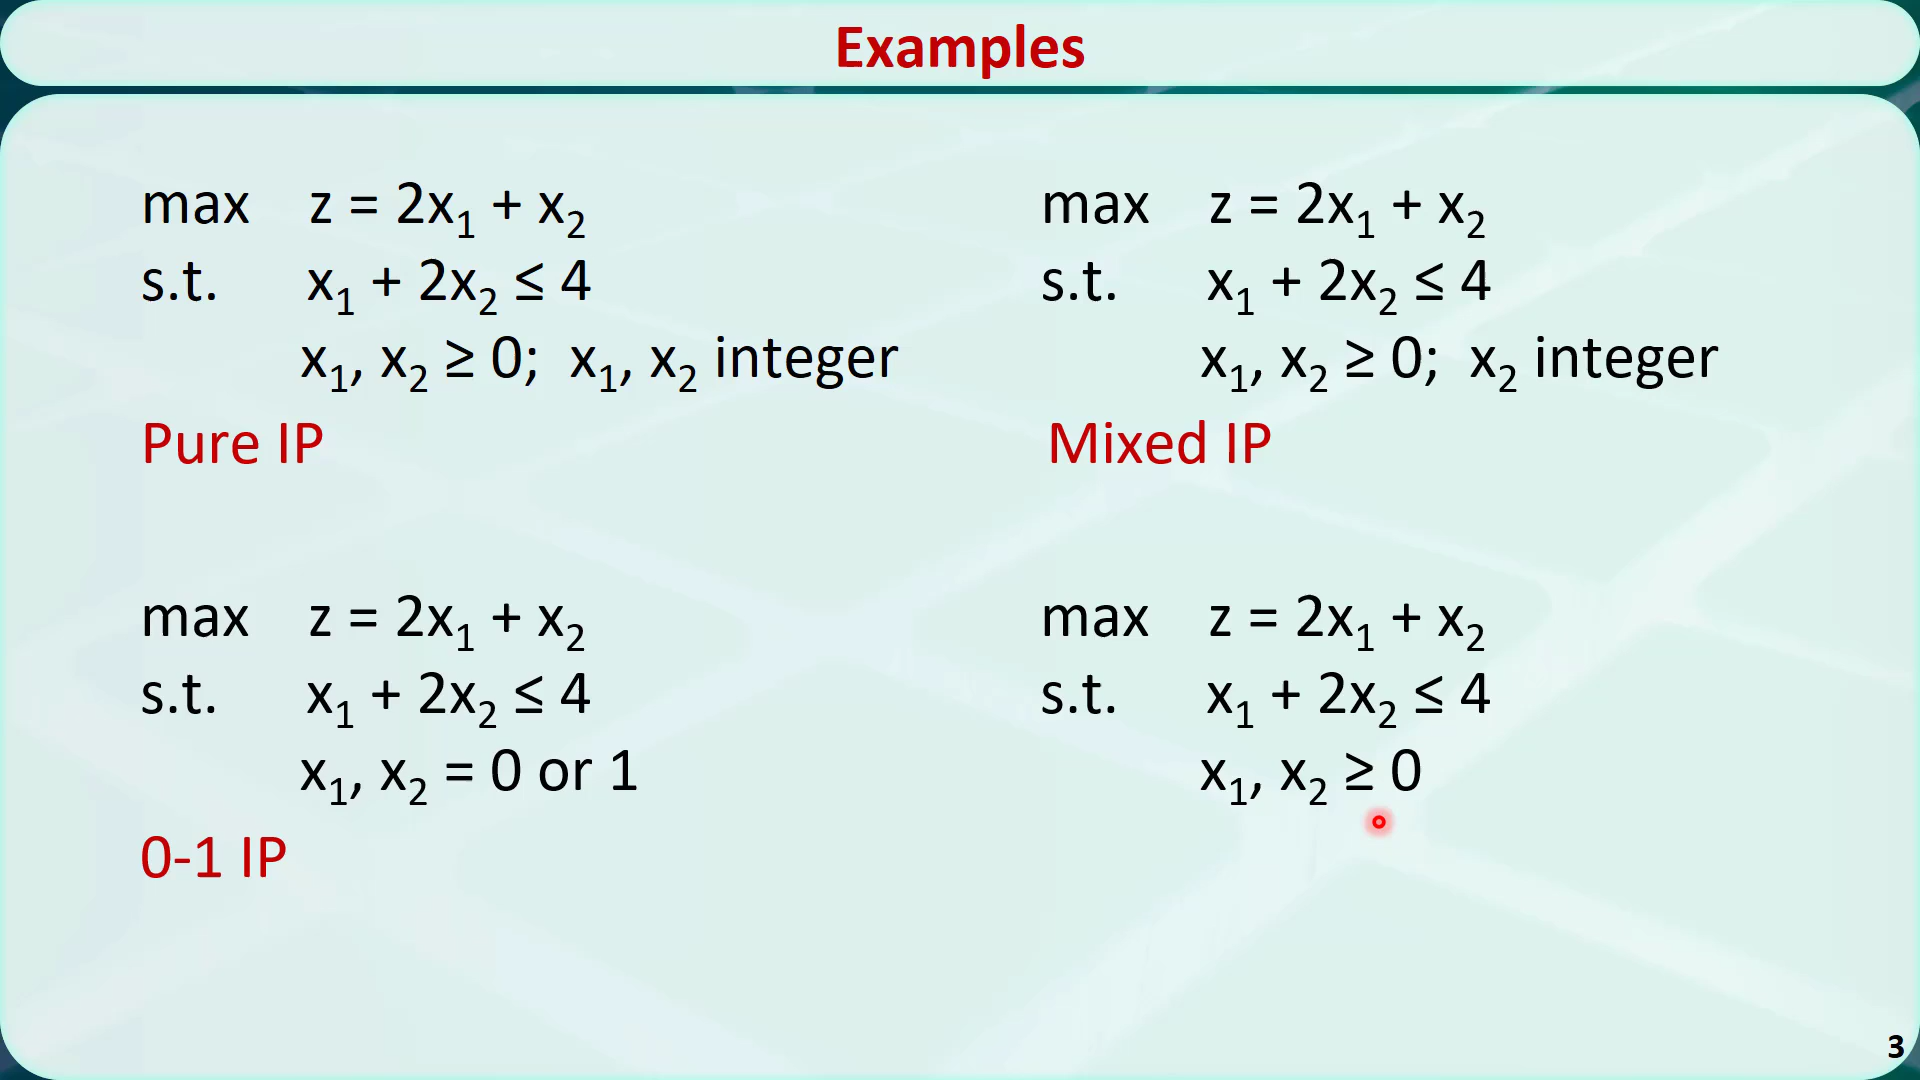 Examples
max z = 2x₁ + x₂
s.t. x₁ + 2x₂ ≤ 4
x₁, x₂ ≥ 0; x₁, x₂ integer
Pure IP
max z = 2x₁ + x₂
s.t. x₁ + 2x₂ ≤ 4
x₁, x₂ ≥ 0; x₂ integer
Mixed IP
max z = 2x₁ + x₂
s.t. x₁ + 2x₂ ≤ 4
x₁, x₂ = 0 or 1
0-1 IP
max z = 2x₁ + x₂
s.t. x₁ + 2x₂ ≤ 4
x₁, x₂ ≥ 0
3